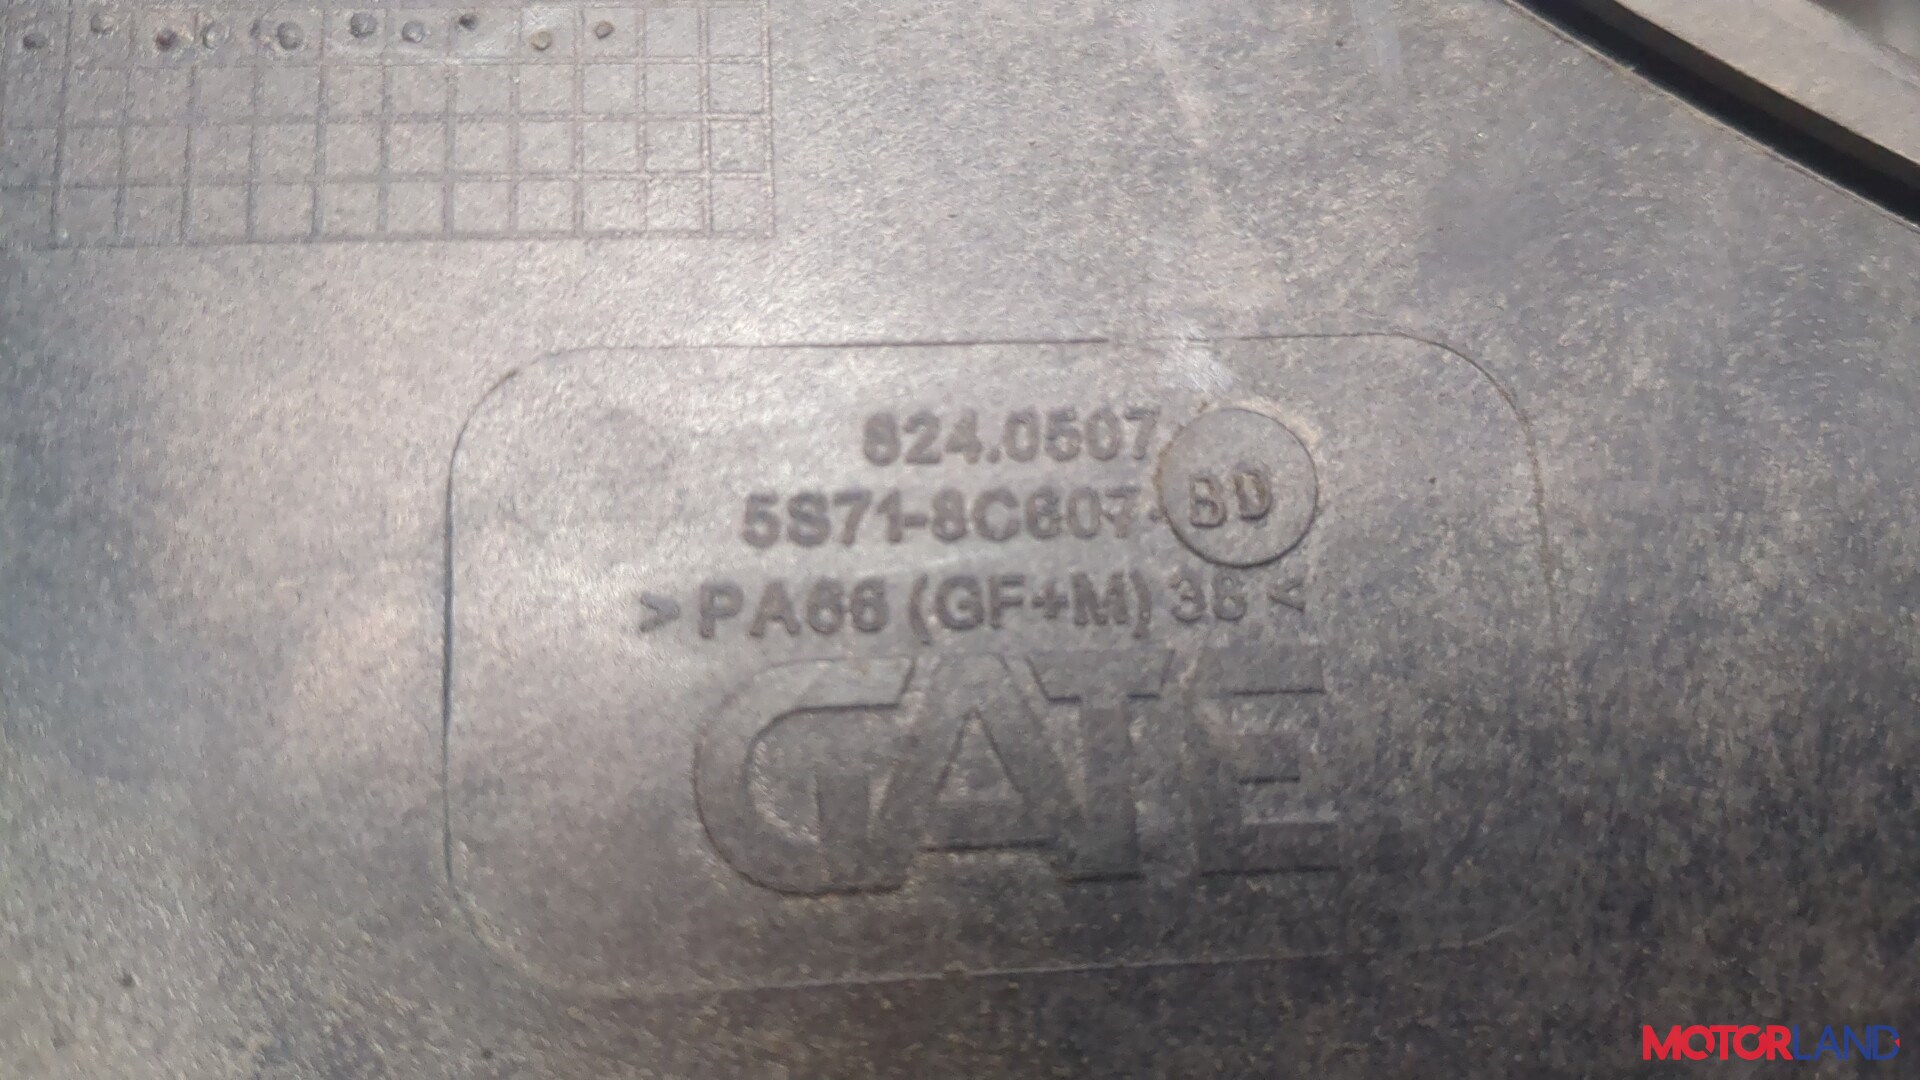 824.0507
5S71-8C607-BD
>PA66 (GF+M) 38<
GATE
MOTORLAND